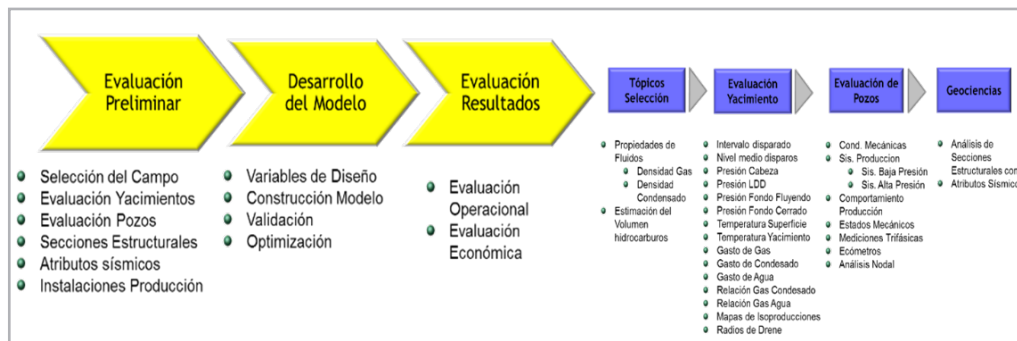 Evaluación
Preliminar
Selección del Campo
Evaluación Yacimientos
Evaluación Pozos
Secciones Estructurales
Atributos sísmicos
Instalaciones Producción
Desarrollo
del Modelo
Variables de Diseño
Construcción Modelo
Validación
Optimización
Evaluación
Resultados
Evaluación
Operacional
Evaluación
Económica
Tópicos
Selección
Propiedades de
Fluidos
Densidad Gas
Densidad
Condensado
Estimación del
Volumen
hidrocarburos
Evaluación
Yacimiento
Intervalo disparado
Nivel medio disparos
Presión Cabeza
Presión LDD
Presión Fondo Fluyendo
Presión Fondo Cerrado
Temperatura Superficie
Temperatura Yacimiento
Gasto de Gas
Gasto de Condesado
Gasto de Agua
Relación Gas Condesado
Relación Gas Agua
Mapas de Isoproducciones
Radios de Drene
Evaluación de
Pozos
Cond. Mecánicas
Sis. Produccion
Sis. Baja Presión
Sis. Alta Presión
Comportamiento
Producción
Estados Mecánicos
Mediciones Trifásicas
Ecómetros
Análisis Nodal
Geociencias
Análisis de
Secciones
Estructurales con
Atributos Sísmico